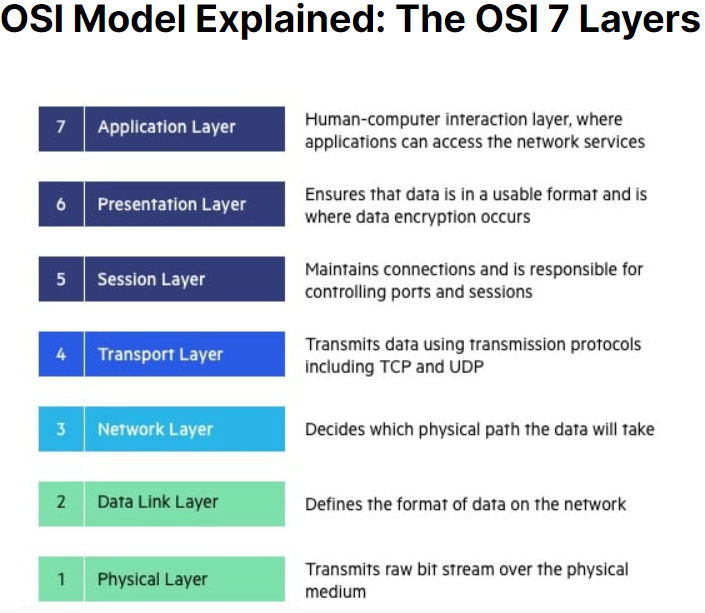 OSI Model Explained: The OSI 7 Layers
7 Application Layer
Human-computer interaction layer, where
applications can access the network services
6 Presentation Layer
Ensures that data is in a usable format and is
where data encryption occurs
5 Session Layer
Maintains connections and is responsible for
controlling ports and sessions
4 Transport Layer
Transmits data using transmission protocols
including TCP and UDP
3 Network Layer
Decides which physical path the data will take
2 Data Link Layer
Defines the format of data on the network
1 Physical Layer
Transmits raw bit stream over the physical
medium